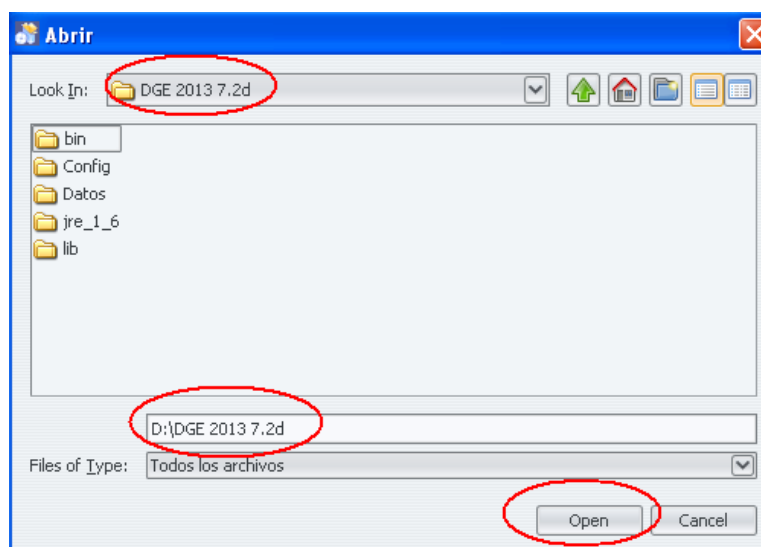 Abrir
Look In: DGE 2013 7.2d
bin
Config
Datos
jre_1_6
lib
D:\DGE 2013 7.2d
Files of Type: Todos los archivos
Open Cancel